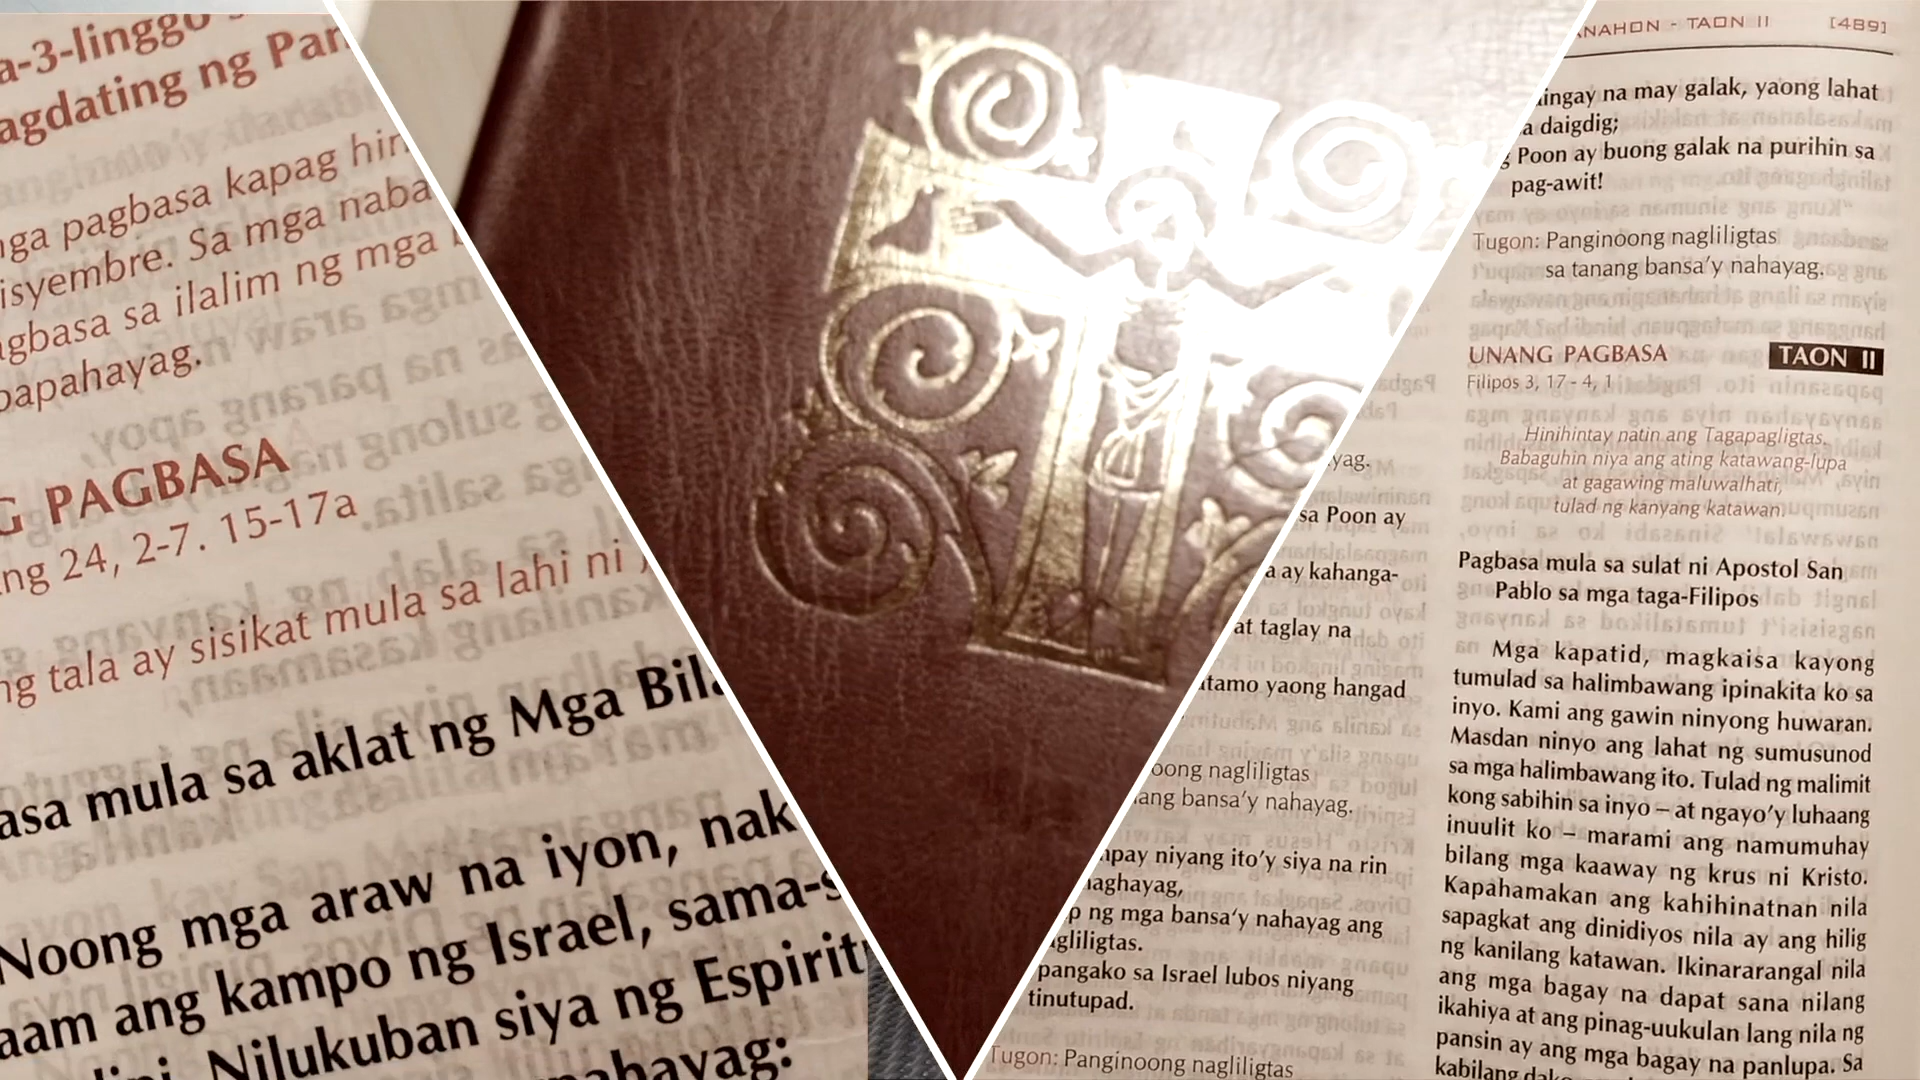 a-3-linggo
agdating ng Pan
nga pagbasa kapag hin
isyembre. Sa mga naba
agbasa sa ilalim ng mga
papahayag.
G PAGBASA
ng 24, 2-7. 15-17a
ng tala ay sisikat mula sa lahi ni
asa mula sa aklat ng Mga Bila
Noong mga araw na iyon, nak
aam ang kampo ng Israel, sama-s
Nilukuban siya ng Espiritu
yag.
sa Poon ay
a ay kahanga-
at taglay na
atamo yaong hangad
oong nagliligtas
ang bansa'y nahayag.
mpay niyang ito'y siya na rin
naghayag,
p ng mga bansa'y nahayag ang
agliligtas.
pangako sa Israel lubos niyang
tinutupad.
Tugon: Panginoong nagliligtas
ANAHON - TAON II [489]
ingay na may galak, yaong lahat
a daigdig;
g Poon ay buong galak na purihin sa
pag-awit!
Tugon: Panginoong nagliligtas
sa tanang bansa'y nahayag.
UNANG PAGBASA TAON II
Filipos 3, 17 - 4, 1
Hinihintay natin ang Tagapagligtas.
Babaguhin niya ang ating katawang-lupa
at gagawing maluwalhati,
tulad ng kanyang katawan.
Pagbasa mula sa sulat ni Apostol San
Pablo sa mga taga-Filipos
Mga kapatid, magkaisa kayong
tumulad sa halimbawang ipinakita ko sa
inyo. Kami ang gawin ninyong huwaran.
Masdan ninyo ang lahat ng sumusunod
sa mga halimbawang ito. Tulad ng malimit
kong sabihin sa inyo – at ngayo'y luhaang
inuulit ko – marami ang namumuhay
bilang mga kaaway ng krus ni Kristo.
Kapahamakan ang kahihinatnan nila
sapagkat ang dinidiyos nila ay ang hilig
ng kanilang katawan. Ikinararangal nila
ang mga bagay na dapat sana nilang
ikahiya at ang pinag-uukulan lang nila ng
pansin ay ang mga bagay na panlupa. Sa
kabilang